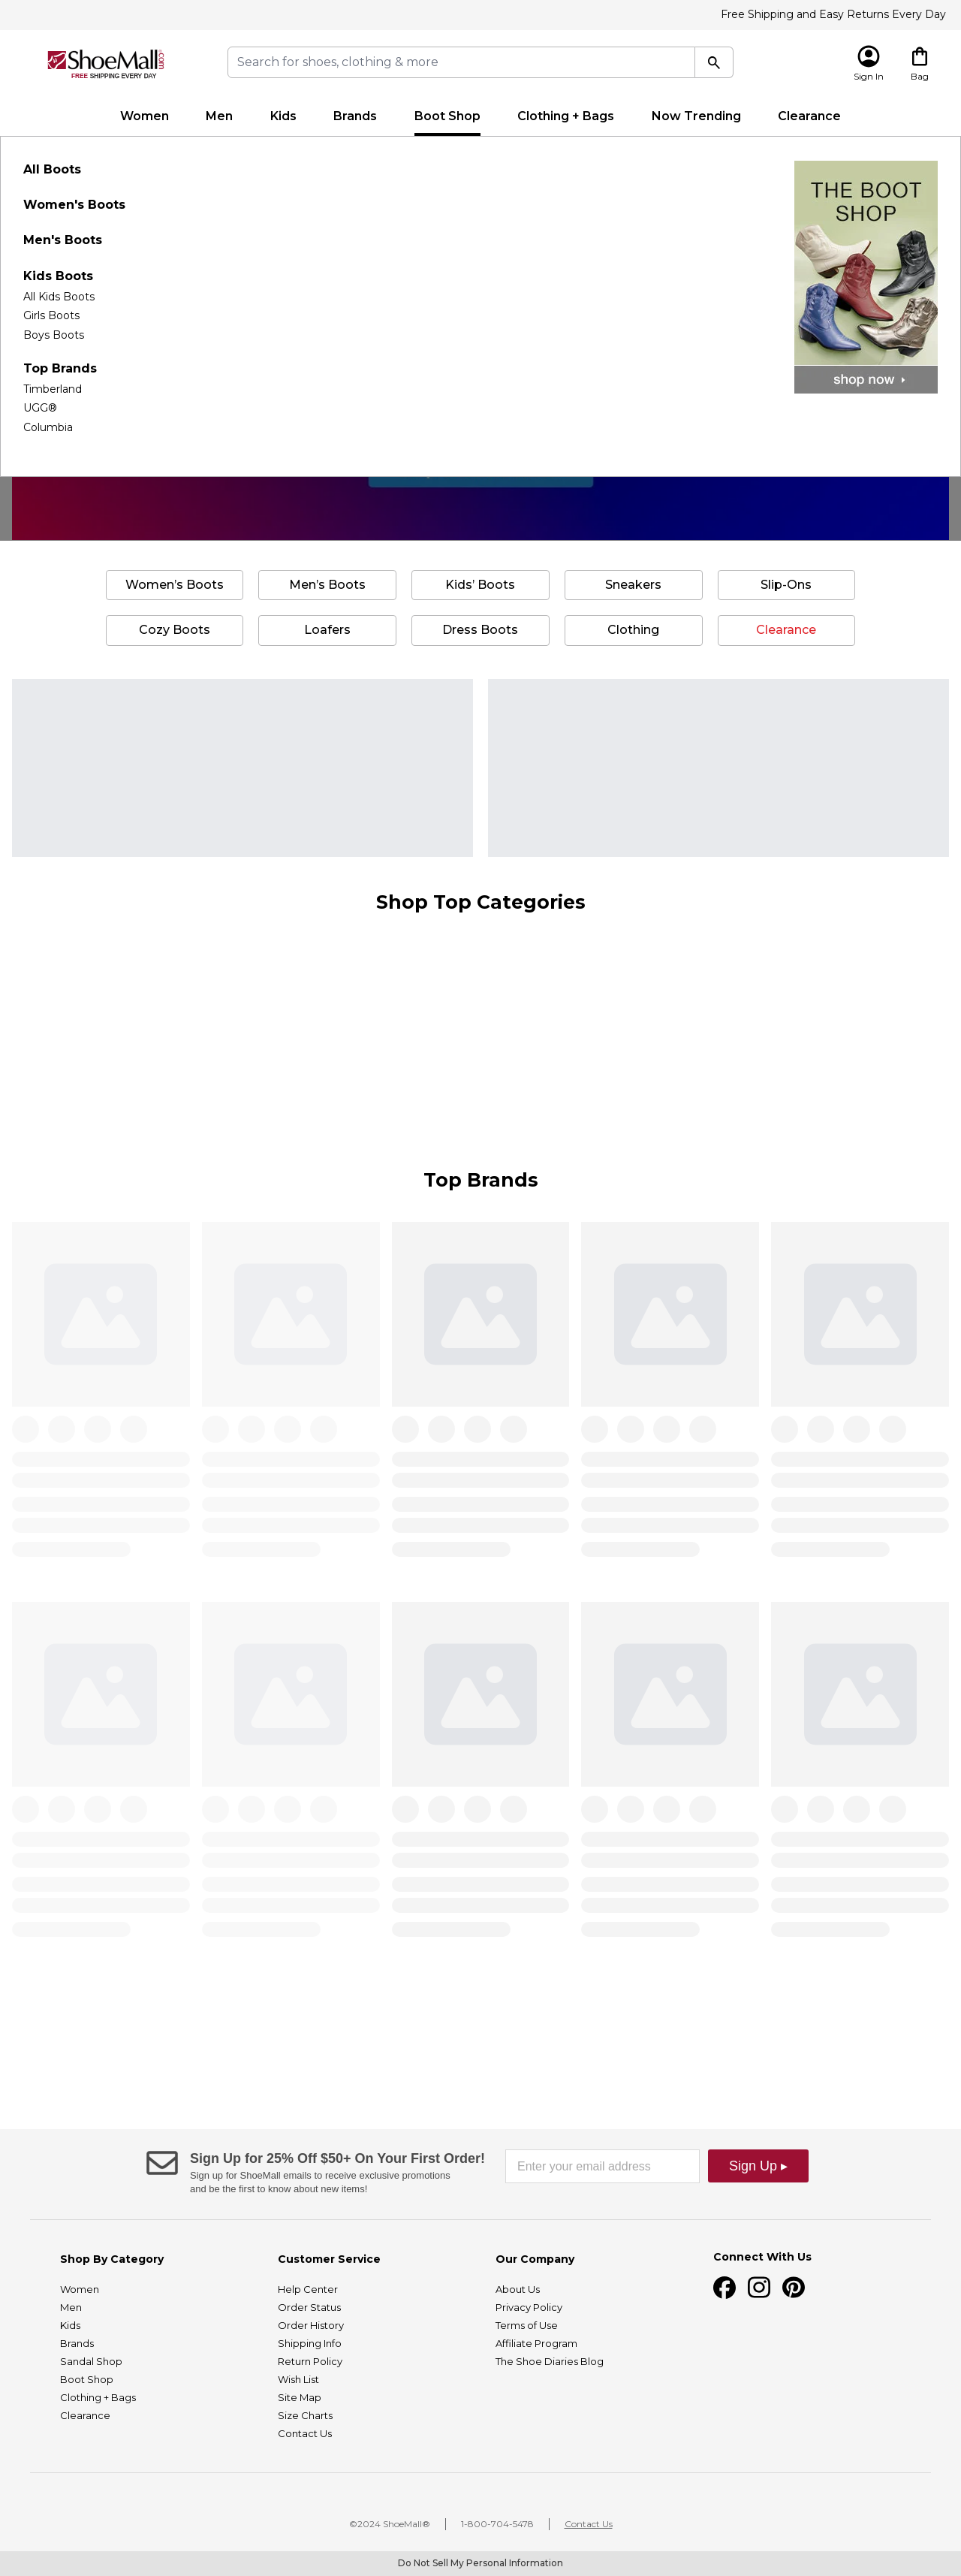 Free Shipping and Easy Returns Every Day
ShoeMall.com
FREE SHIPPING EVERY DAY
Search for shoes, clothing & more
Sign In
Bag
Women Men Kids Brands Boot Shop Clothing + Bags Now Trending Clearance
All Boots
Women's Boots
Men's Boots
Kids Boots
All Kids Boots
Girls Boots
Boys Boots
Top Brands
Timberland
UGG®
Columbia
THE BOOT
SHOP
shop now
Women’s Boots Men’s Boots Kids’ Boots Sneakers Slip-Ons
Cozy Boots Loafers Dress Boots Clothing Clearance
Shop Top Categories
Top Brands
Sign Up for 25% Off $50+ On Your First Order!
Sign up for ShoeMall emails to receive exclusive promotions
and be the first to know about new items!
Enter your email address
Sign Up ▸
Shop By Category
Women
Men
Kids
Brands
Sandal Shop
Boot Shop
Clothing + Bags
Clearance
Customer Service
Help Center
Order Status
Order History
Shipping Info
Return Policy
Wish List
Site Map
Size Charts
Contact Us
Our Company
About Us
Privacy Policy
Terms of Use
Affiliate Program
The Shoe Diaries Blog
Connect With Us
©2024 ShoeMall® 1-800-704-5478 Contact Us
Do Not Sell My Personal Information